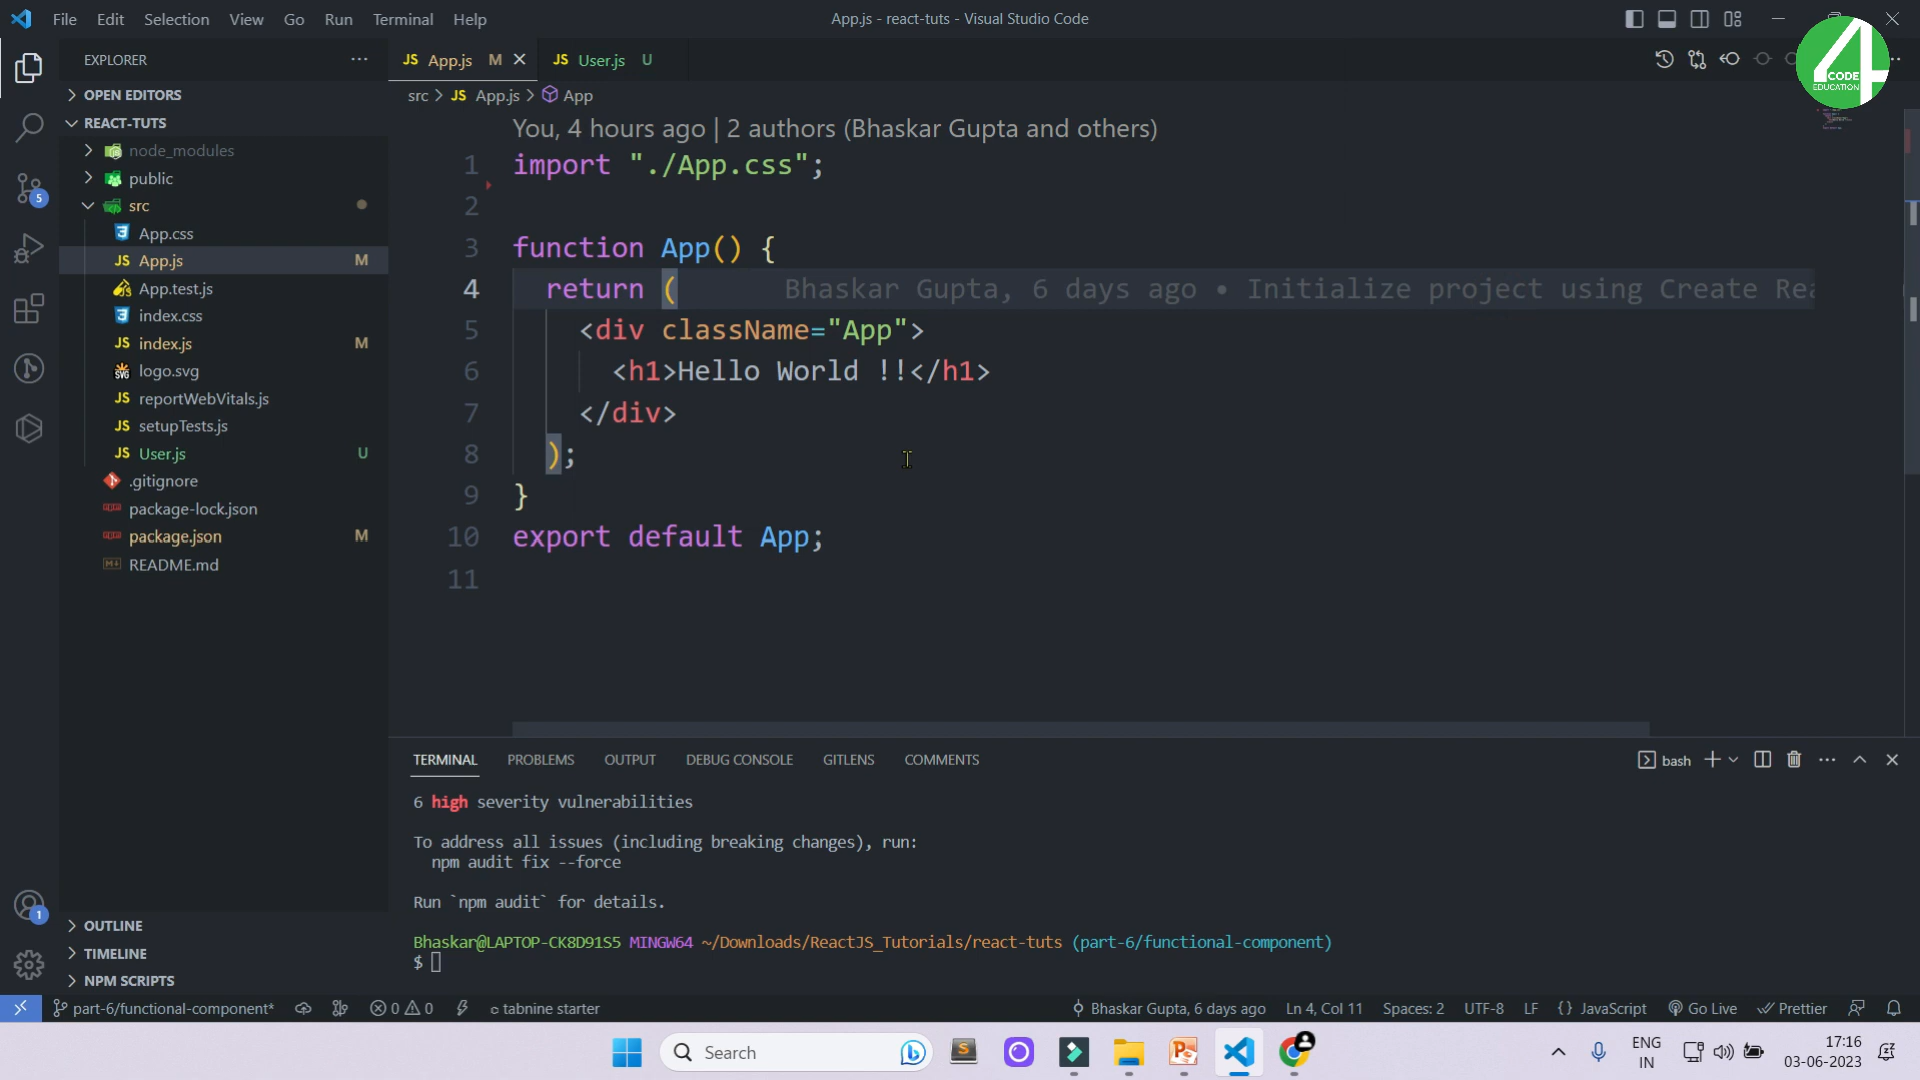 File Edit Selection View Go Run Terminal Help
App.js - react-tuts - Visual Studio Code
4
CODE
EDUCATION
EXPLORER
OPEN EDITORS
REACT-TUTS
node_modules
public
src
App.css
JS App.js M
App.test.js
index.css
JS index.js M
logo.svg
JS reportWebVitals.js
JS setupTests.js
JS User.js U
.gitignore
package-lock.json
package.json M
README.md
OUTLINE
TIMELINE
NPM SCRIPTS
5
1
JS App.js M JS User.js U
src > JS App.js > App
You, 4 hours ago | 2 authors (Bhaskar Gupta and others)
1 import "./App.css";
2
3 function App() {
4 return ( Bhaskar Gupta, 6 days ago • Initialize project using Create Rea
5 <div className="App">
6 <h1>Hello World !!</h1>
7 </div>
8 );
9 }
10 export default App;
11
TERMINAL PROBLEMS OUTPUT DEBUG CONSOLE GITLENS COMMENTS
bash
6 high severity vulnerabilities
To address all issues (including breaking changes), run:
npm audit fix --force
Run `npm audit` for details.
Bhaskar@LAPTOP-CK8D91S5 MINGW64 ~/Downloads/ReactJS_Tutorials/react-tuts (part-6/functional-component)
$
part-6/functional-component* 0 0 tabnine starter Bhaskar Gupta, 6 days ago Ln 4, Col 11 Spaces: 2 UTF-8 LF {} JavaScript Go Live Prettier
Search
ENG
IN
17:16
03-06-2023